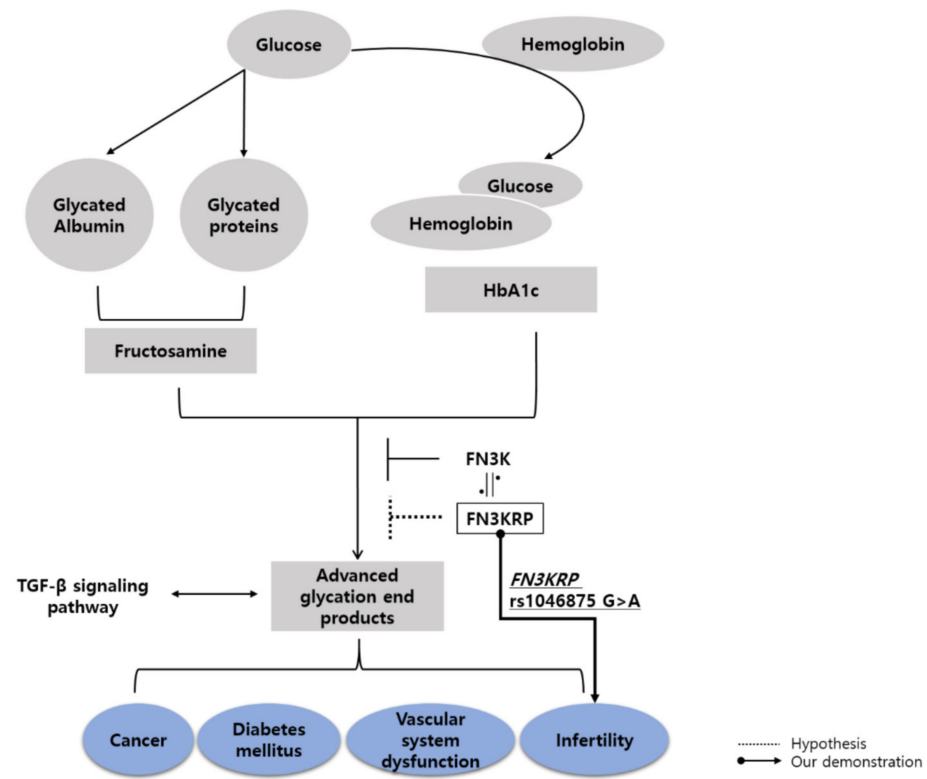 Glucose
Hemoglobin
Glycated
Albumin
Glycated
proteins
Glucose
Hemoglobin
HbA1c
Fructosamine
FN3K
FN3KRP
FN3KRP
rs1046875 G>A
TGF-β signaling
pathway
Advanced
glycation end
products
Cancer
Diabetes
mellitus
Vascular
system
dysfunction
Infertility
Hypothesis
Our demonstration